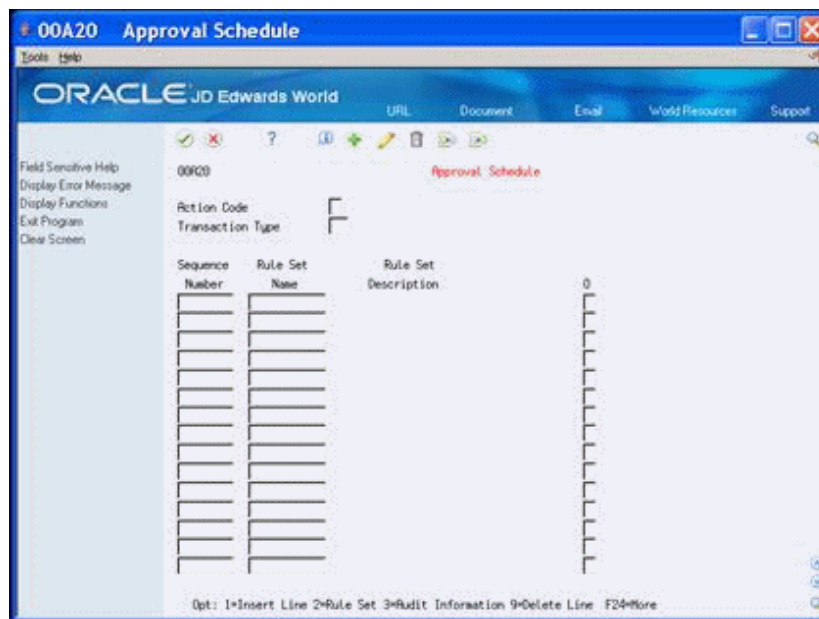 00A20 Approval Schedule
Tools Help
ORACLE JD Edwards World
URL Document Email World Resources Support
?
Field Sensitive Help
Display Error Message
Display Functions
Exit Program
Clear Screen
00A20 Approval Schedule
Action Code
Transaction Type
Sequence Rule Set Rule Set
Number Name Description O
Opt: 1=Insert Line 2=Rule Set 3=Audit Information 9=Delete Line F24=More